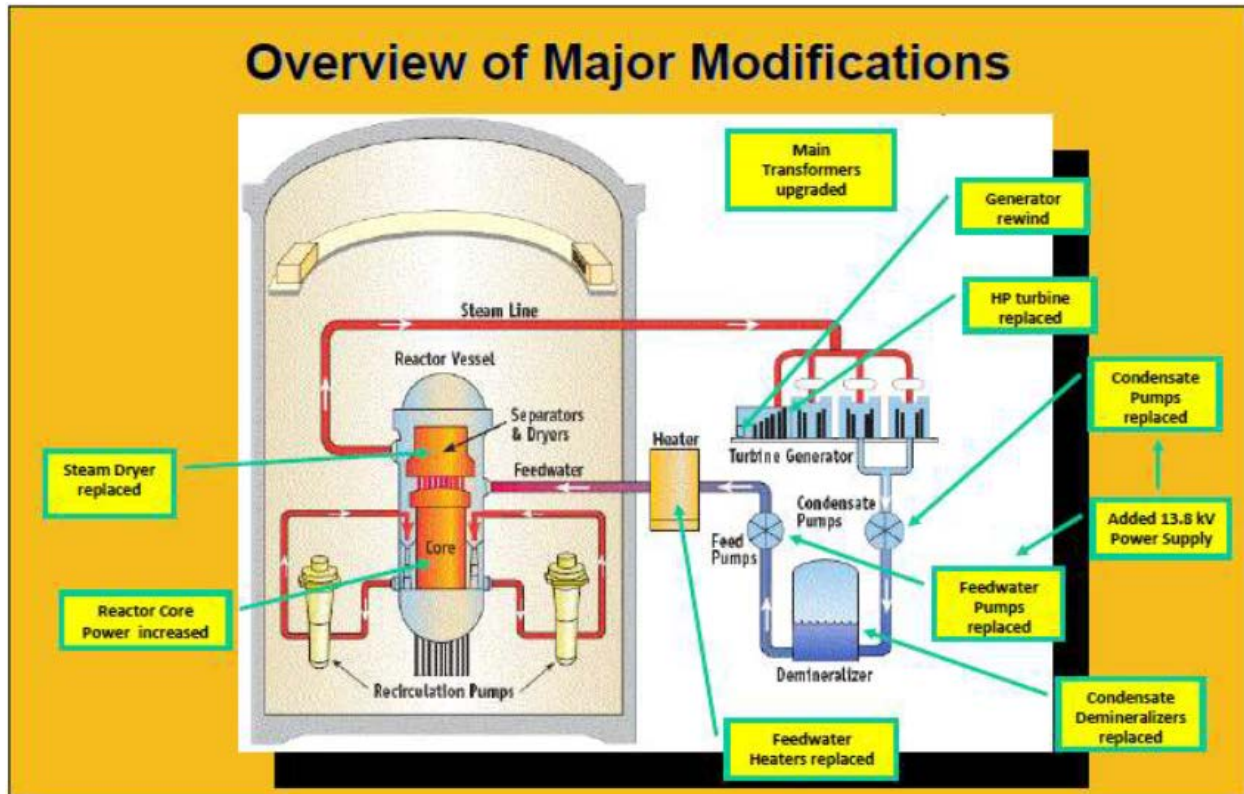 Overview of Major Modifications
Main
Transformers
upgraded
Generator
rewind
HP turbine
replaced
Condensate
Pumps
replaced
Added 13.8 kV
Power Supply
Feedwater
Pumps
replaced
Condensate
Demineralizers
replaced
Feedwater
Heaters replaced
Steam Dryer
replaced
Reactor Core
Power increased
Steam Line
Reactor Vessel
Separators
& Dryers
Feedwater
Heater
Turbine Generator
Condensate
Pumps
Feed
Pumps
Core
Demineralizer
Recirculation Pumps